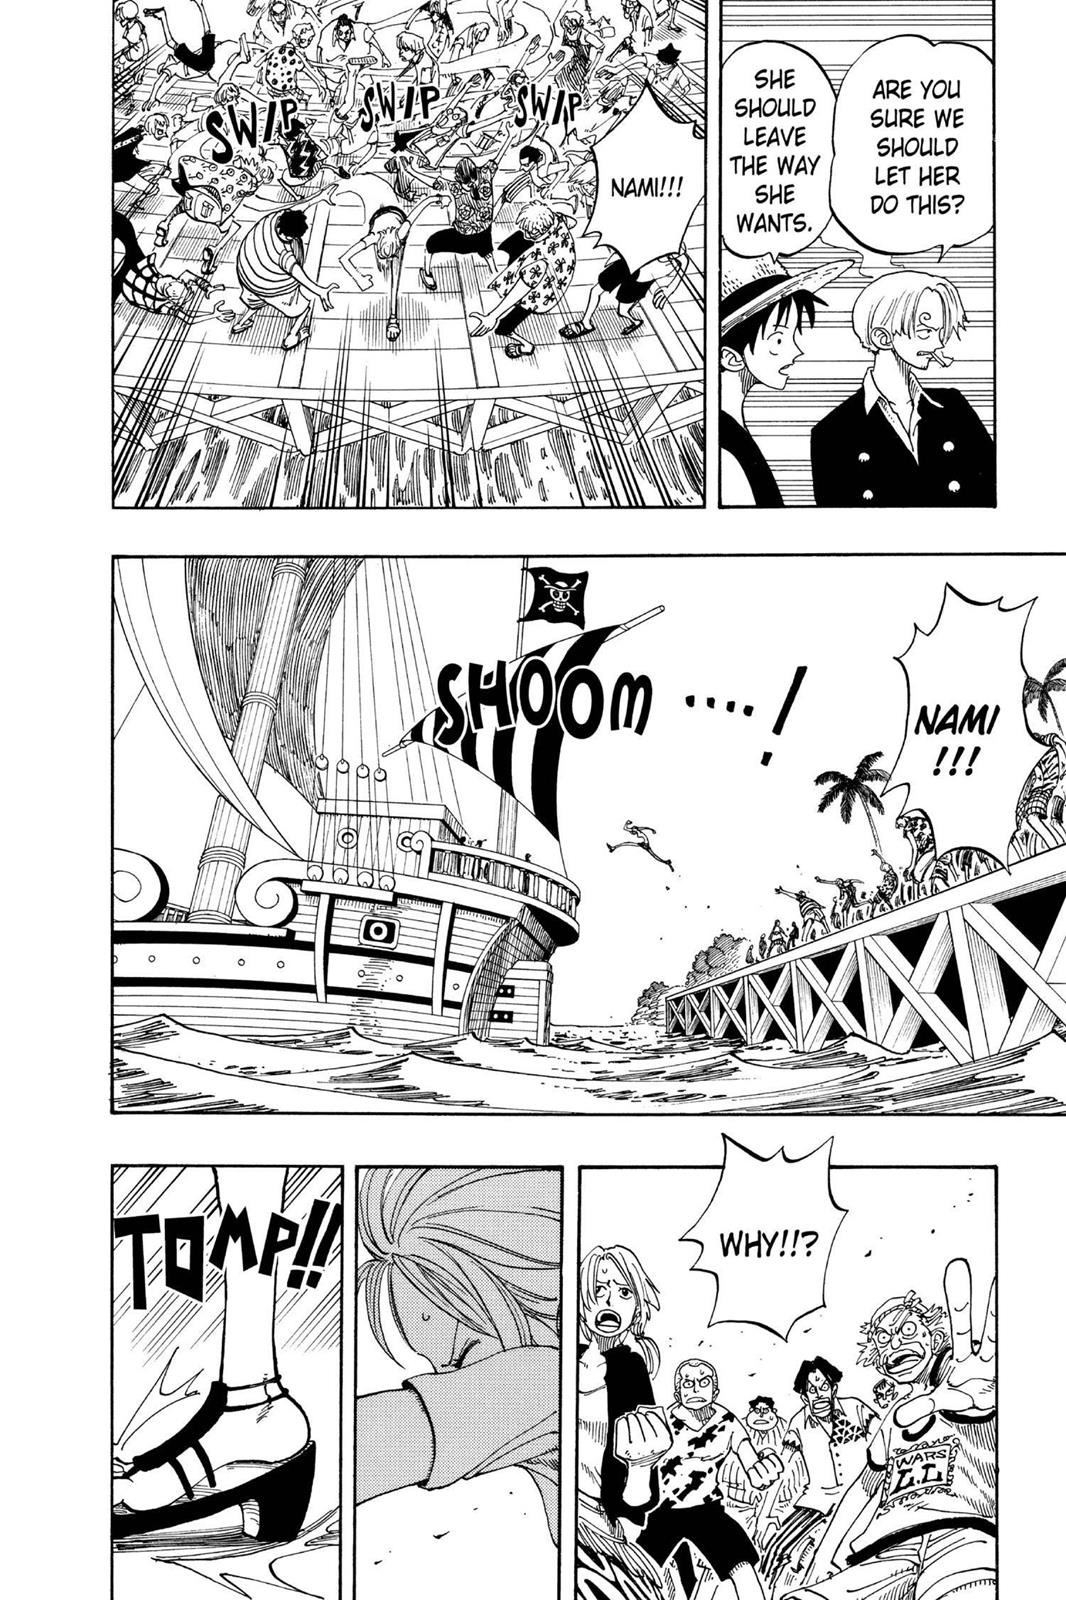 ARE YOU
SURE WE
SHOULD
LET HER
DO THIS?
SHE
SHOULD
LEAVE
THE WAY
SHE
WANTS.
NAMI!!!
SWIP
SWIP
SWIP
NAMI
!!!
SHOOM ....!
WHY!!?
WARS
L.L
TOMP!!